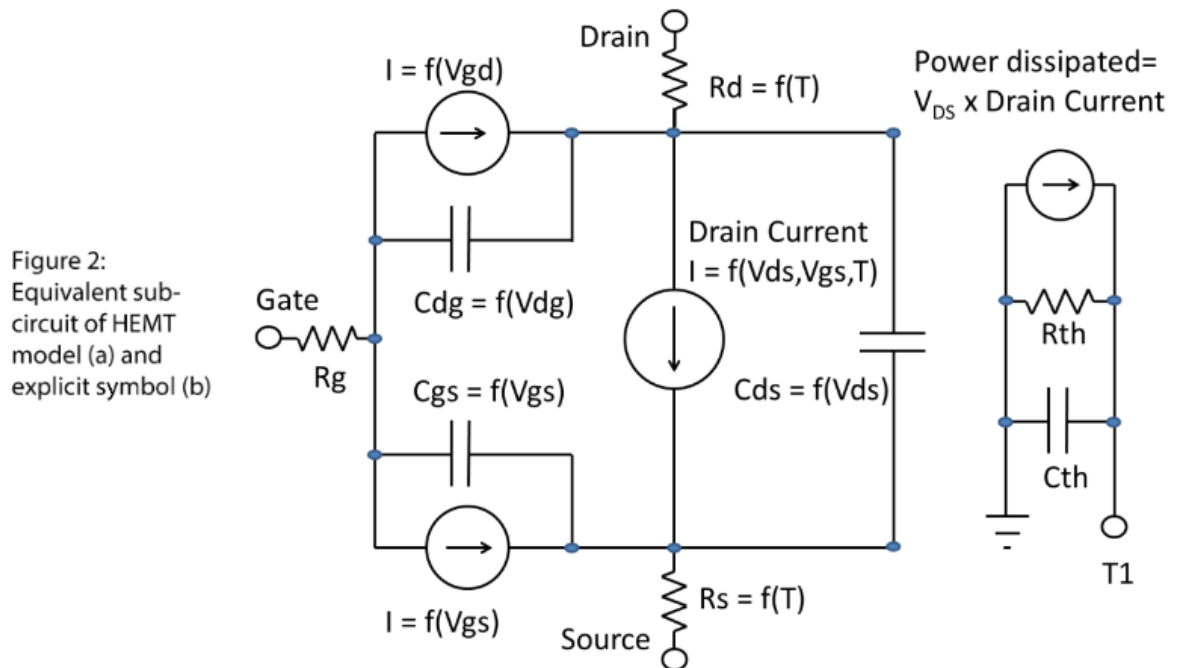 Drain
I = f(Vgd)
Rd = f(T)
Power dissipated=
VDS x Drain Current
Drain Current
I = f(Vds,Vgs,T)
Figure 2:
Equivalent sub-
circuit of HEMT
model (a) and
explicit symbol (b)
Gate
Rg
Cdg = f(Vdg)
Cgs = f(Vgs)
Cds = f(Vds)
Rth
Cth
T1
I = f(Vgs)
Rs = f(T)
Source